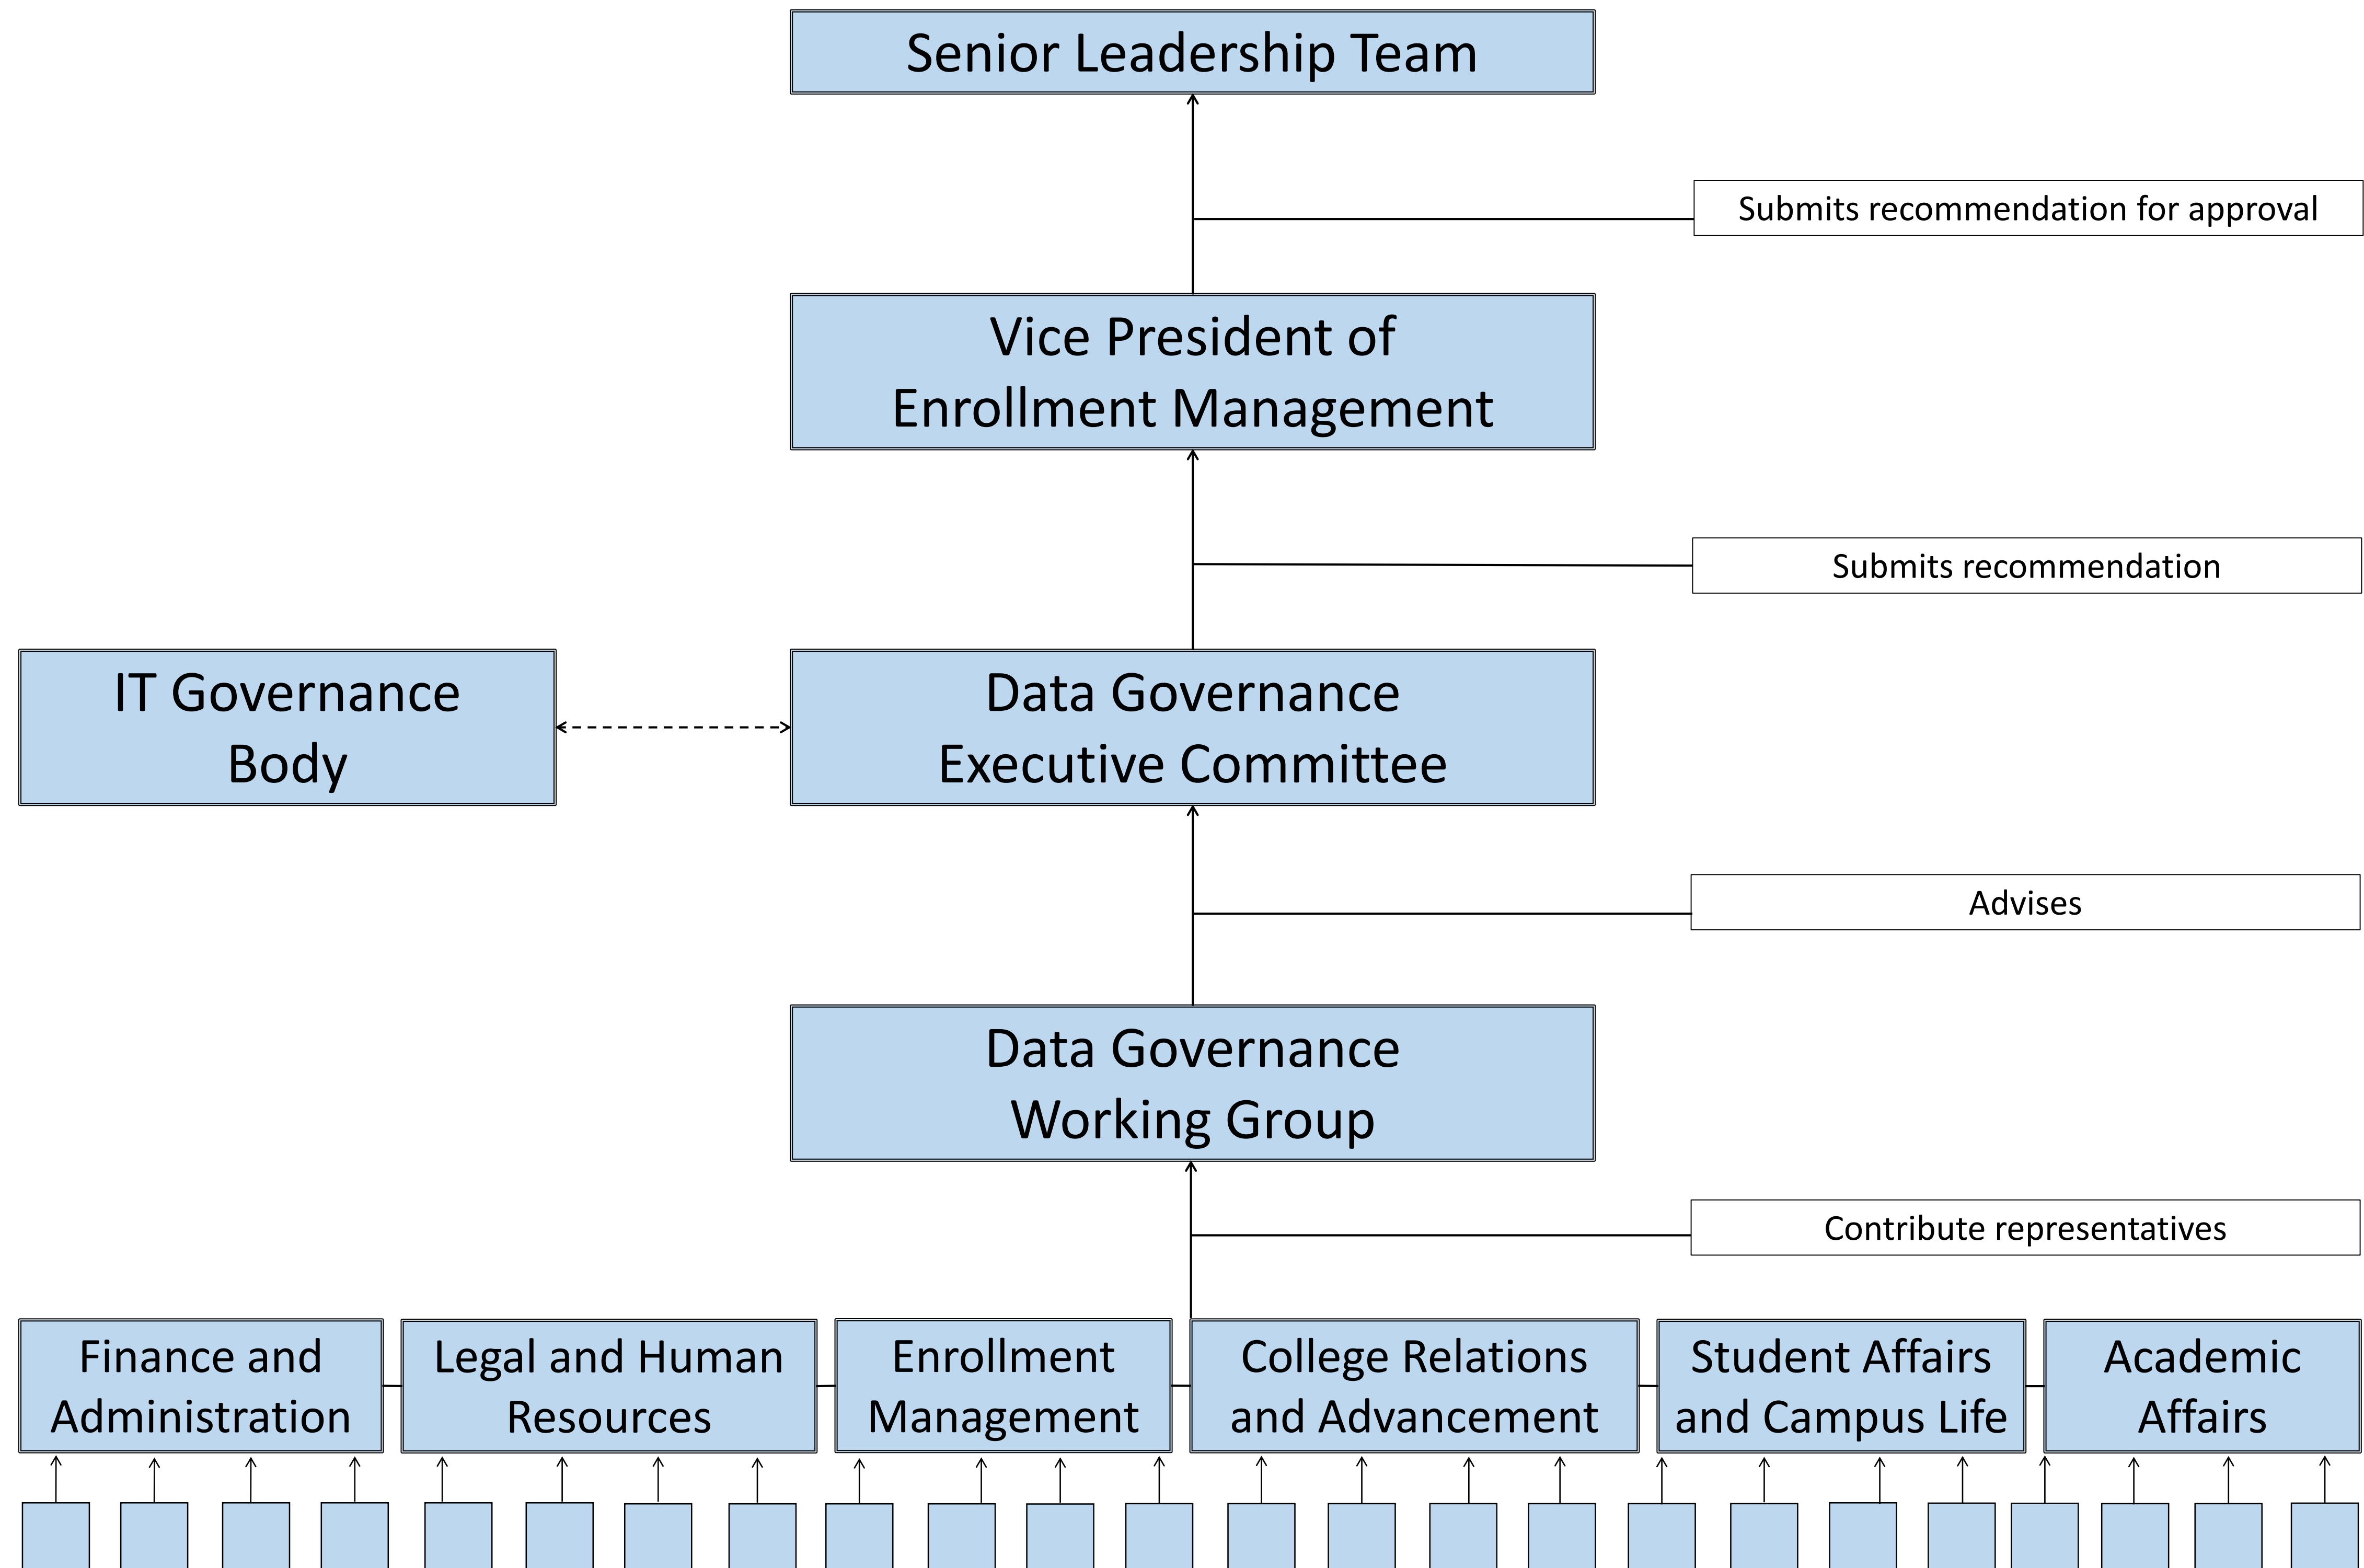 Senior Leadership Team
Submits recommendation for approval
Vice President of
Enrollment Management
Submits recommendation
IT Governance
Body
Data Governance
Executive Committee
Advises
Data Governance
Working Group
Contribute representatives
Finance and
Administration
Legal and Human
Resources
Enrollment
Management
College Relations
and Advancement
Student Affairs
and Campus Life
Academic
Affairs